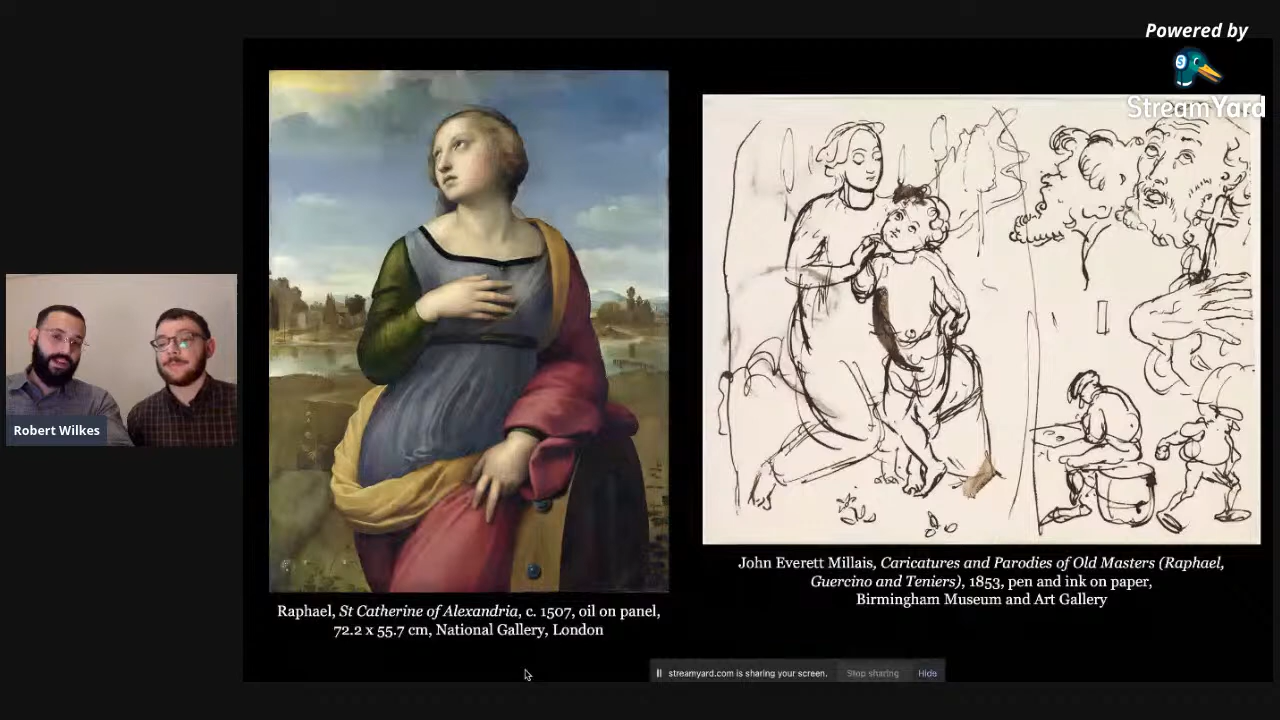 Powered by
StreamYard
Robert Wilkes
Raphael, St Catherine of Alexandria, c. 1507, oil on panel,
72.2 x 55.7 cm, National Gallery, London
John Everett Millais, Caricatures and Parodies of Old Masters (Raphael,
Guercino and Teniers), 1853, pen and ink on paper,
Birmingham Museum and Art Gallery
streamyard.com is sharing your screen.
Stop sharing
Hide